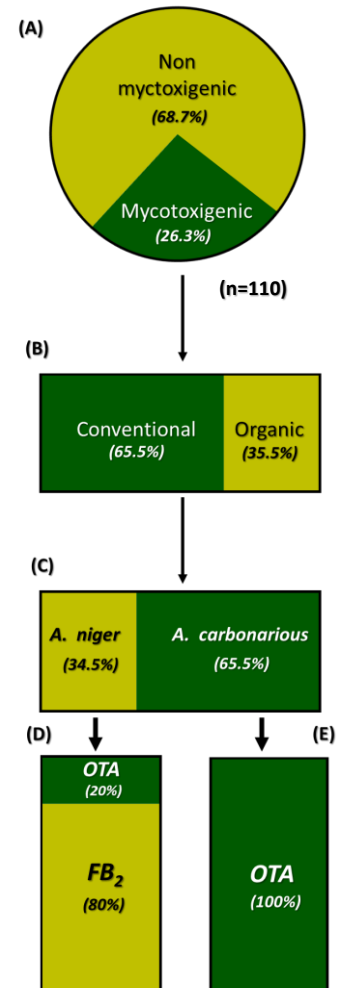 (A)
Non
myctoxigenic
(68.7%)
Mycotoxigenic
(26.3%)
(n=110)
(B)
Conventional
(65.5%)
Organic
(35.5%)
(C)
A. niger
(34.5%)
A. carbonarious
(65.5%)
(D)
(E)
OTA
(20%)
FB₂
(80%)
OTA
(100%)